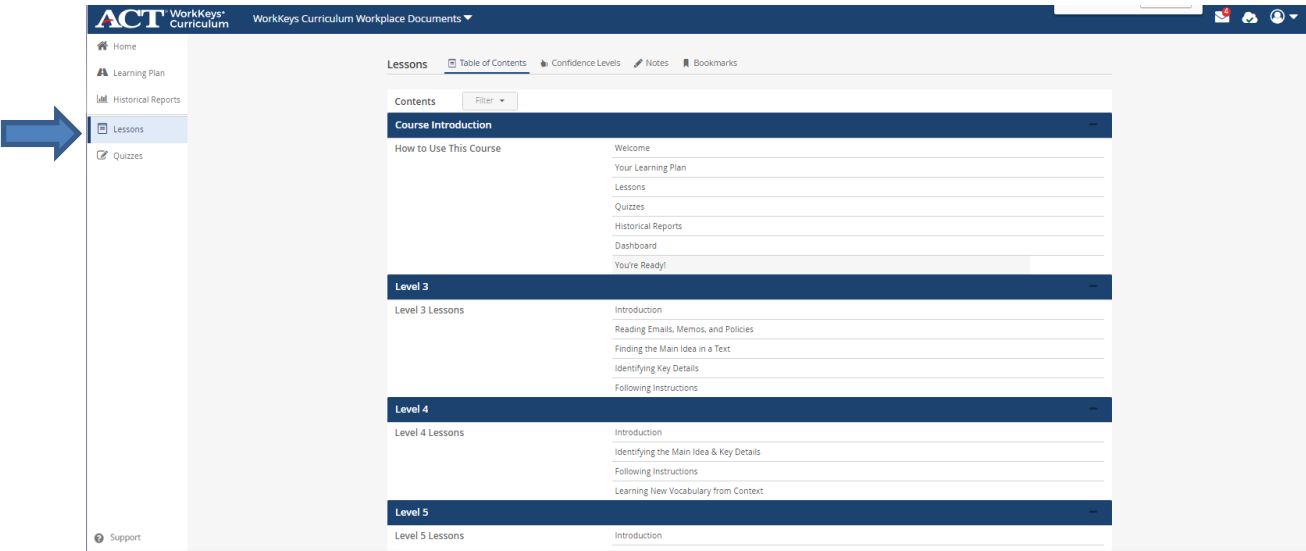 ACT WorkKeys® Curriculum
WorkKeys Curriculum Workplace Documents
4
Home
Learning Plan
Historical Reports
Lessons
Quizzes
Support
Lessons Table of Contents Confidence Levels Notes Bookmarks
Contents Filter
Course Introduction
How to Use This Course Welcome
Your Learning Plan
Lessons
Quizzes
Historical Reports
Dashboard
You're Ready!
Level 3
Level 3 Lessons Introduction
Reading Emails, Memos, and Policies
Finding the Main Idea in a Text
Identifying Key Details
Following Instructions
Level 4
Level 4 Lessons Introduction
Identifying the Main Idea & Key Details
Following Instructions
Learning New Vocabulary from Context
Level 5
Level 5 Lessons Introduction